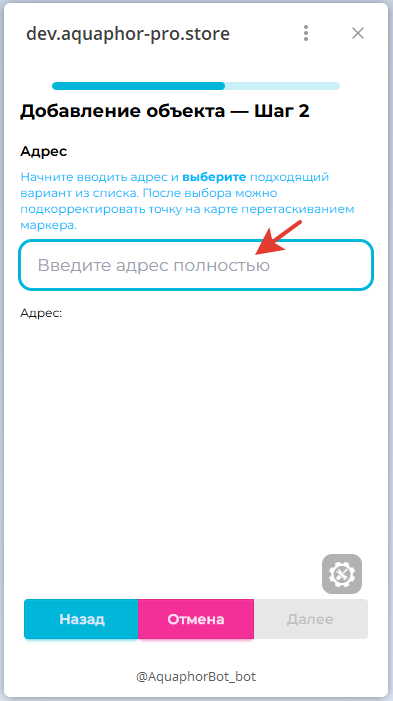 dev.aquaphor-pro.store
Добавление объекта — Шаг 2
Адрес
Начните вводить адрес и выберите подходящий
вариант из списка. После выбора можно
подкорректировать точку на карте перетаскиванием
маркера.
Введите адрес полностью
Адрес:
Назад Отмена Далее
@AquaphorBot_bot